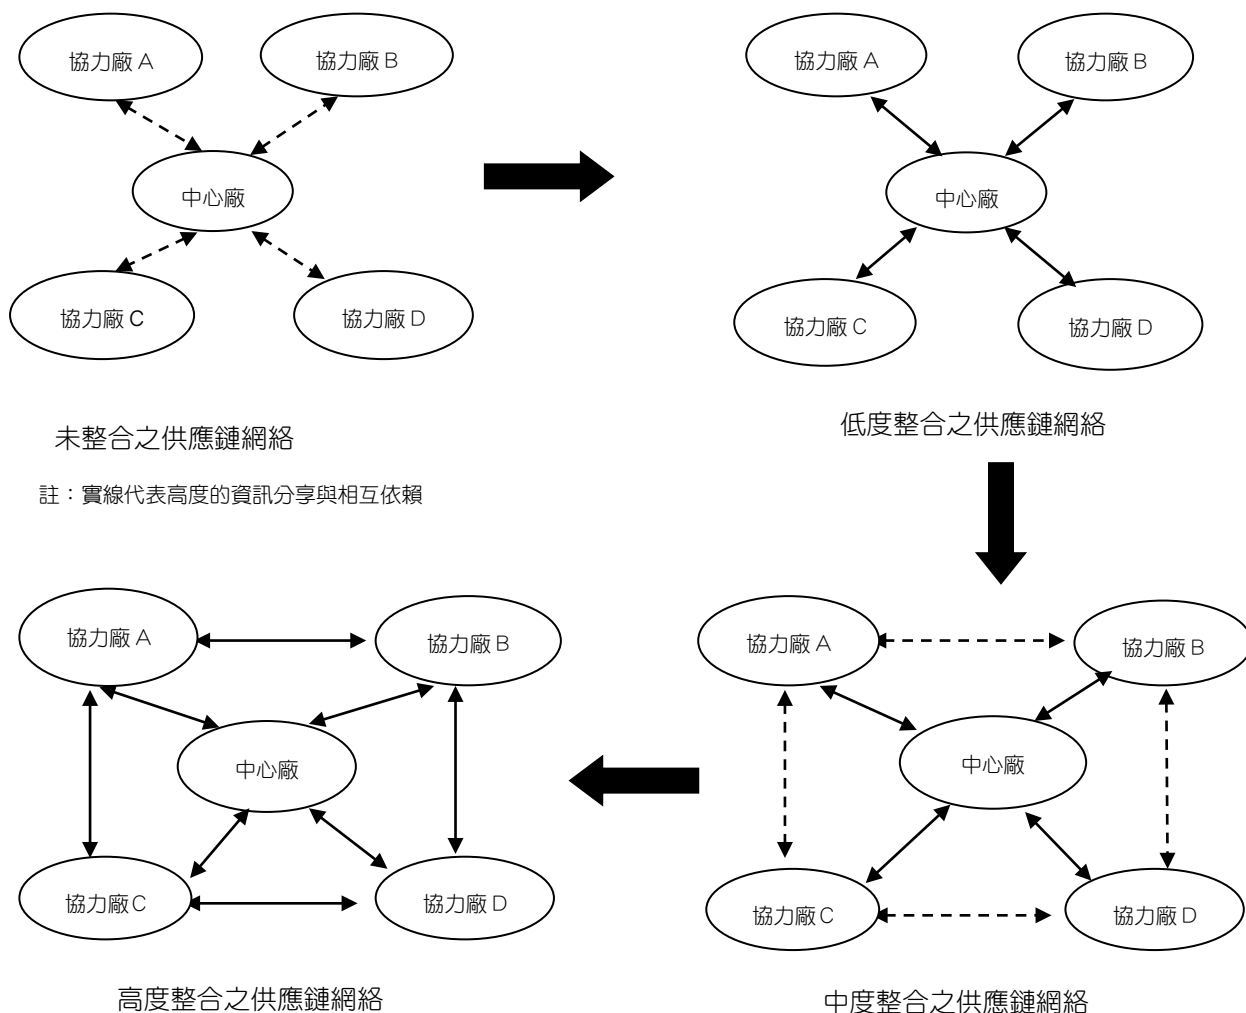 協力廠 A
協力廠 B
中心廠
協力廠 C
協力廠 D
未整合之供應鏈網絡
註：實線代表高度的資訊分享與相互依賴
協力廠 A
協力廠 B
中心廠
協力廠 C
協力廠 D
低度整合之供應鏈網絡
協力廠 A
協力廠 B
中心廠
協力廠 C
協力廠 D
高度整合之供應鏈網絡
協力廠 A
協力廠 B
中心廠
協力廠 C
協力廠 D
中度整合之供應鏈網絡